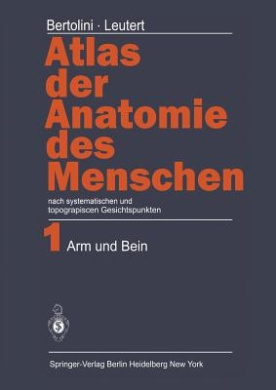 Bertolini · Leutert
Atlas
der
Anatomie
des
Menschen
nach systematischen und
topograpiscen Gesichtspunkten
1 Arm und Bein
Springer-Verlag Berlin Heidelberg New York